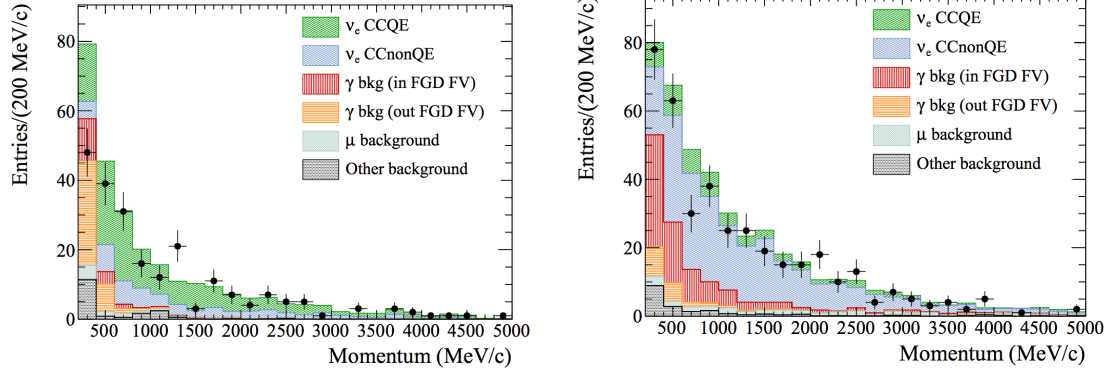 Entries/(200 MeV/c)
80
60
40
20
0
500 1000 1500 2000 2500 3000 3500 4000 4500 5000
Momentum (MeV/c)
νe CCQE
νe CCnonQE
γ bkg (in FGD FV)
γ bkg (out FGD FV)
μ background
Other background
Entries/(200 MeV/c)
80
60
40
20
0
500 1000 1500 2000 2500 3000 3500 4000 4500 5000
Momentum (MeV/c)
νe CCQE
νe CCnonQE
γ bkg (in FGD FV)
γ bkg (out FGD FV)
μ background
Other background